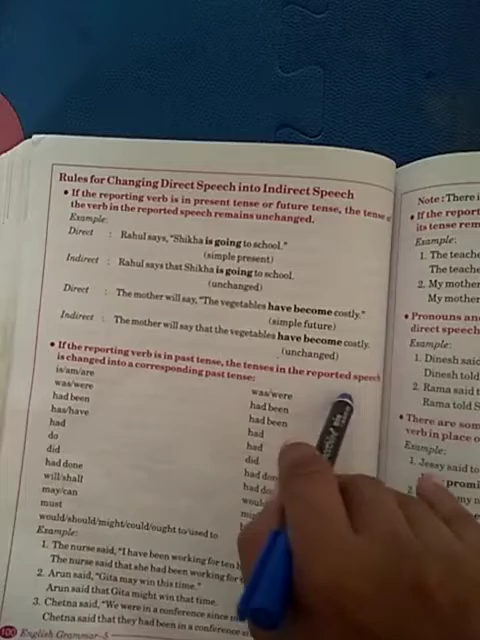 Rules for Changing Direct Speech into Indirect Speech
• If the reporting verb is in present tense or future tense, the tense of
the verb in the reported speech remains unchanged.
Example:
Direct : Rahul says, "Shikha is going to school."
(simple present)
Indirect : Rahul says that Shikha is going to school.
(unchanged)
Direct : The mother will say, "The vegetables have become costly."
(simple future)
Indirect : The mother will say that the vegetables have become costly.
(unchanged)
• If the reporting verb is in past tense, the tenses in the reported speech
is changed into a corresponding past tense:
is/am/are was/were
was/were had been
had been had been
has/have had
had had
do did
did had done
had done had
will/shall
may/can
must
would/should/might/could/ought to/used to
Example:
1. The nurse said, "I have been working for ten
The nurse said that she had been working for
2. Arun said, "Gita may win this time."
Arun said that Gita might win that time.
3. Chetna said, "We were in a conference since
Chetna said that they had been in a conference
100 English Grammar–5
Note : There
• If the report
its tense rem
Example:
1. The teache
The teache
2. My mother
My mother
• Pronouns an
direct speech
Example:
1. Dinesh said
Dinesh told
2. Rama said t
Rama told S
• There are som
verb in place o
Example:
1. Jessy said to
promi
2.